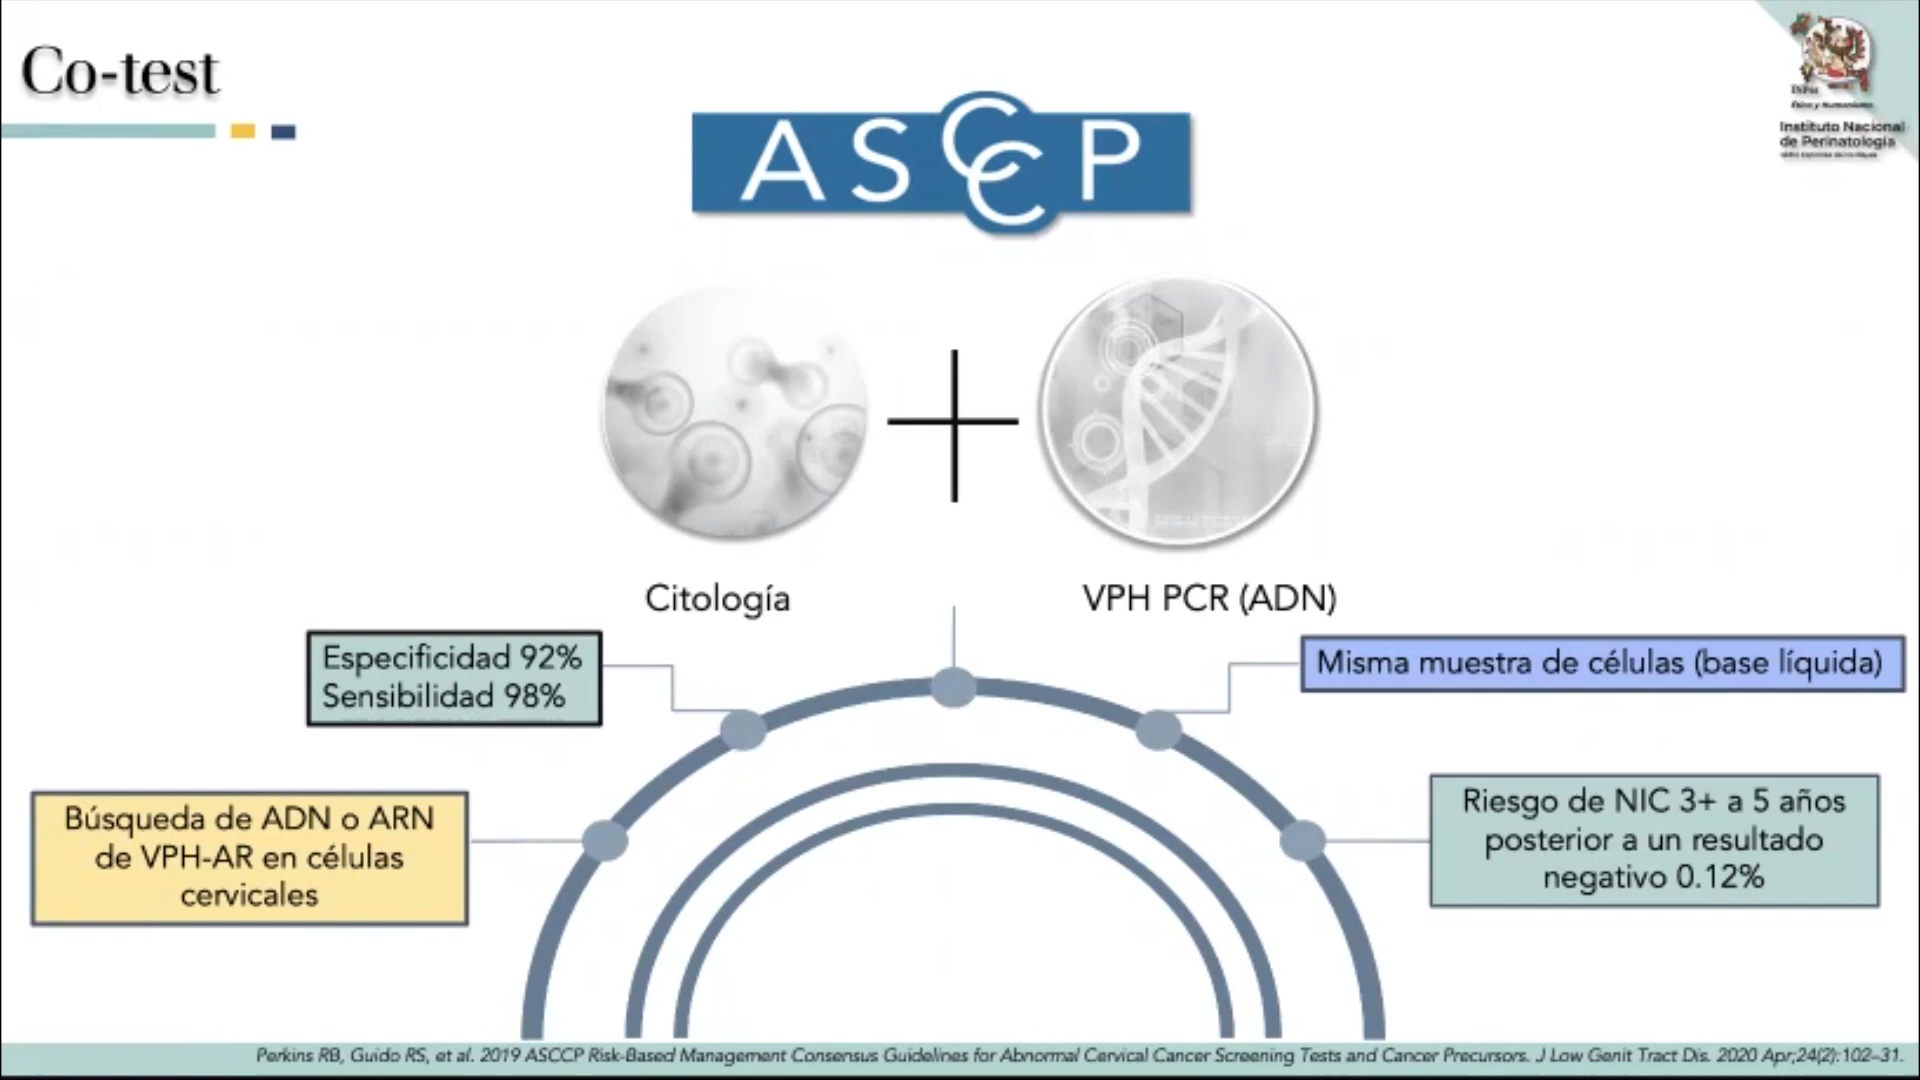 Co-test
ASCCP
INPer
Ética y Humanismo
Instituto Nacional
de Perinatología
Citología
VPH PCR (ADN)
Especificidad 92%
Sensibilidad 98%
Misma muestra de células (base líquida)
Búsqueda de ADN o ARN
de VPH-AR en células
cervicales
Riesgo de NIC 3+ a 5 años
posterior a un resultado
negativo 0.12%
Perkins RB, Guido RS, et al. 2019 ASCCP Risk-Based Management Consensus Guidelines for Abnormal Cervical Cancer Screening Tests and Cancer Precursors. J Low Genit Tract Dis. 2020 Apr;24(2):102–31.